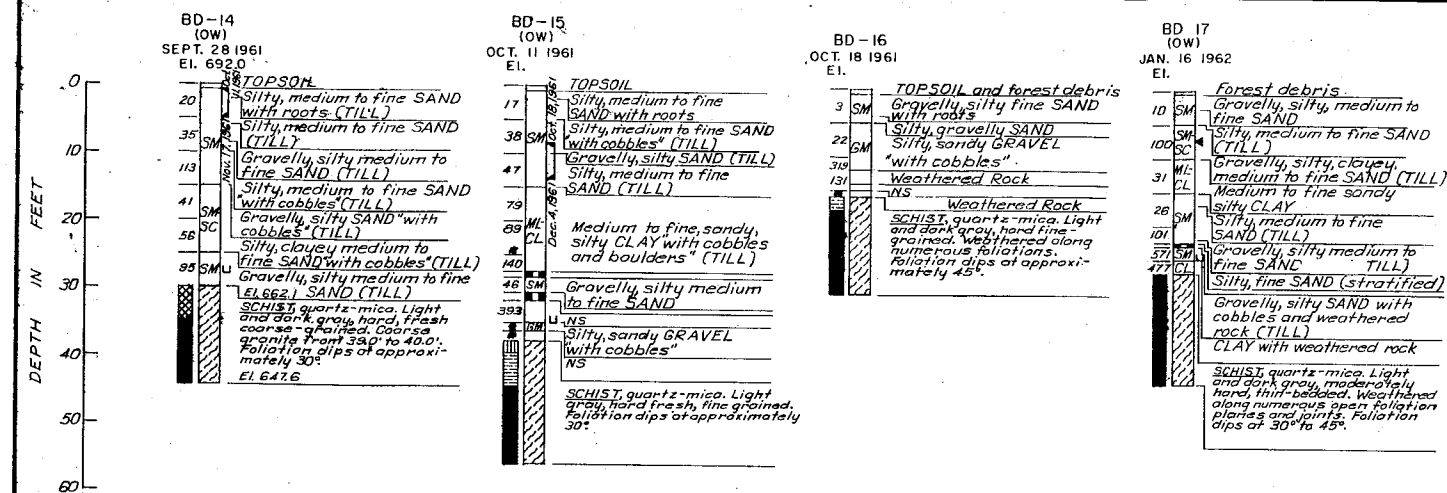 BD-14
(OW)
SEPT. 28 1961
El. 692.0
TOPSOIL
Silty, medium to fine SAND
with roots (TILL)
Silty, medium to fine SAND
(TILL)
Gravelly, silty medium to
fine SAND (TILL)
Silty, medium to fine SAND
"with cobbles" (TILL)
Gravelly, silty SAND "with
cobbles" (TILL)
Silty, clayey medium to
fine SAND "with cobbles" (TILL)
Gravelly, silty medium to fine
El. 662.1 SAND (TILL)
SCHIST, quartz-mica. Light
and dark gray, hard, fresh
coarse-grained. Coarse
granite from 39.0' to 40.0'.
Foliation dips at approxi-
mately 30°
El. 647.6
20
35
113
41
56
95
SM
SM
SC
SM
Nov. 17, 1961
BD-15
(OW)
OCT. 11 1961
El.
TOPSOIL
Silty, medium to fine
SAND with roots
Silty, medium to fine SAND
with cobbles" (TILL)
Gravelly, silty SAND (TILL)
Silty, medium to fine
SAND (TILL)
Medium to fine, sandy,
silty CLAY "with cobbles
and boulders" (TILL)
Gravelly, silty medium
to fine SAND
NS
Silty, sandy GRAVEL
"with cobbles"
NS
SCHIST, quartz-mica. Light
gray, hard fresh, fine grained.
Foliation dips at approximately
30°
17
38
47
79
89
140
46
393
SM
ML-
CL
SM
GM
Oct. 18, 1961
Dec. 4, 1961
BD-16
OCT. 18 1961
El.
TOPSOIL and forest debris
Gravelly, silty fine SAND
with roots
Silty, gravelly SAND
Silty, sandy GRAVEL
"with cobbles"
Weathered Rock
NS
Weathered Rock
SCHIST, quartz-mica. Light
and dark gray, hard fine-
grained. Weathered along
numerous foliations.
Foliation dips at approxi-
mately 45°.
3
22
319
131
SM
GM
BD 17
(OW)
JAN. 16 1962
El.
Forest debris
Gravelly, silty, medium to
fine SAND
Silty, medium to fine SAND
(TILL)
Gravelly, silty, clayey,
medium to fine SAND (TILL)
Medium to fine sandy
silty CLAY
Silty, medium to fine
SAND (TILL)
Gravelly, silty medium to
fine SAND TILL)
Silty, fine SAND (stratified)
Gravelly, silty SAND with
cobbles and weathered
rock (TILL)
CLAY with weathered rock
SCHIST, quartz-mica. Light
and dark gray, moderately
hard, thin-bedded. Weathered
along numerous open foliation
planes and joints. Foliation
dips at 30° to 45°.
10
100
31
26
101
571
477
SM
SM-
SC
ML-
CL
SM
SM
CL
DEPTH IN FEET
0
10
20
30
40
50
60